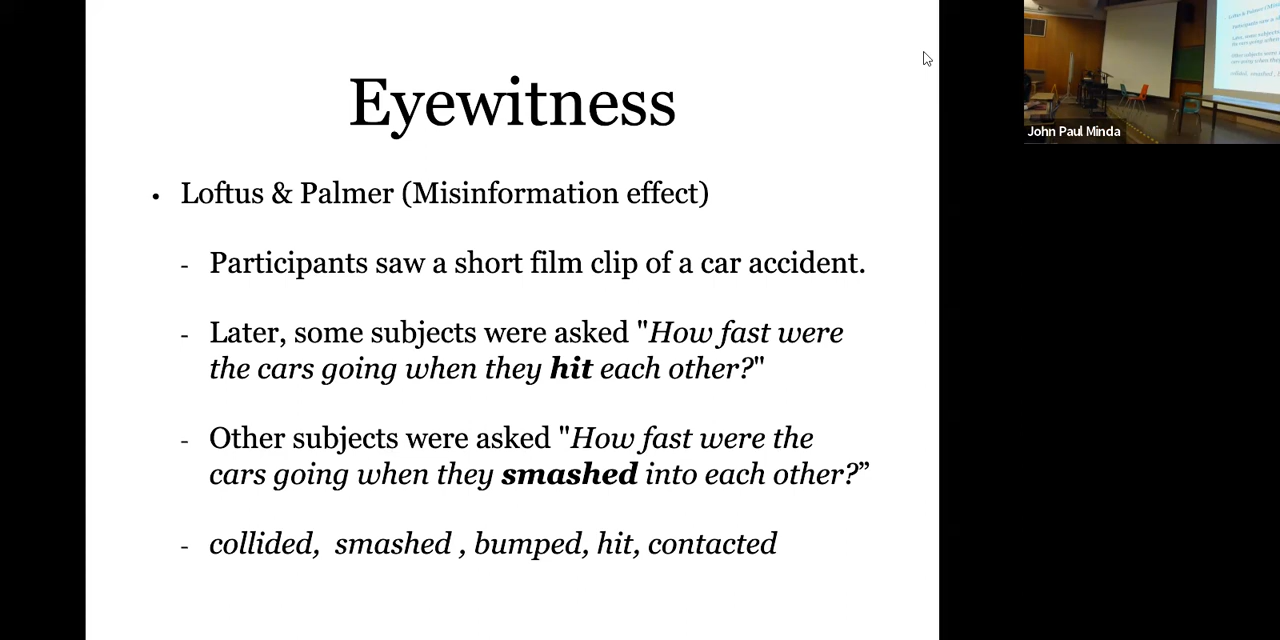 Eyewitness
• Loftus & Palmer (Misinformation effect)
- Participants saw a short film clip of a car accident.
- Later, some subjects were asked "How fast were
the cars going when they hit each other?"
- Other subjects were asked "How fast were the
cars going when they smashed into each other?”
- collided,  smashed , bumped, hit, contacted
John Paul Minda